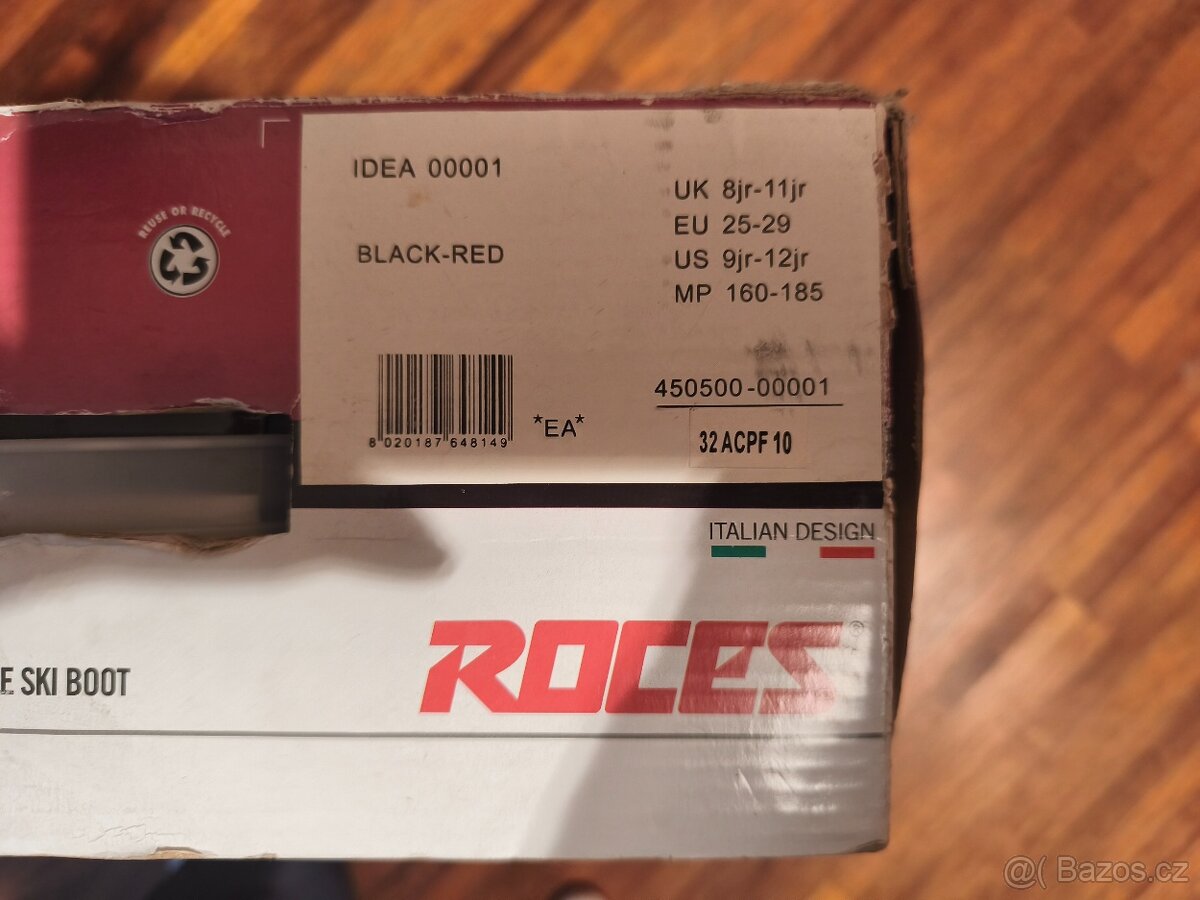 IDEA 00001
BLACK-RED
UK 8jr-11jr
EU 25-29
US 9jr-12jr
MP 160-185
REUSE OR RECYCLE
8 020187 648149
*EA*
450500-00001
32 ACPF 10
ITALIAN DESIGN
ROCES®
E SKI BOOT
@( Bazos.cz